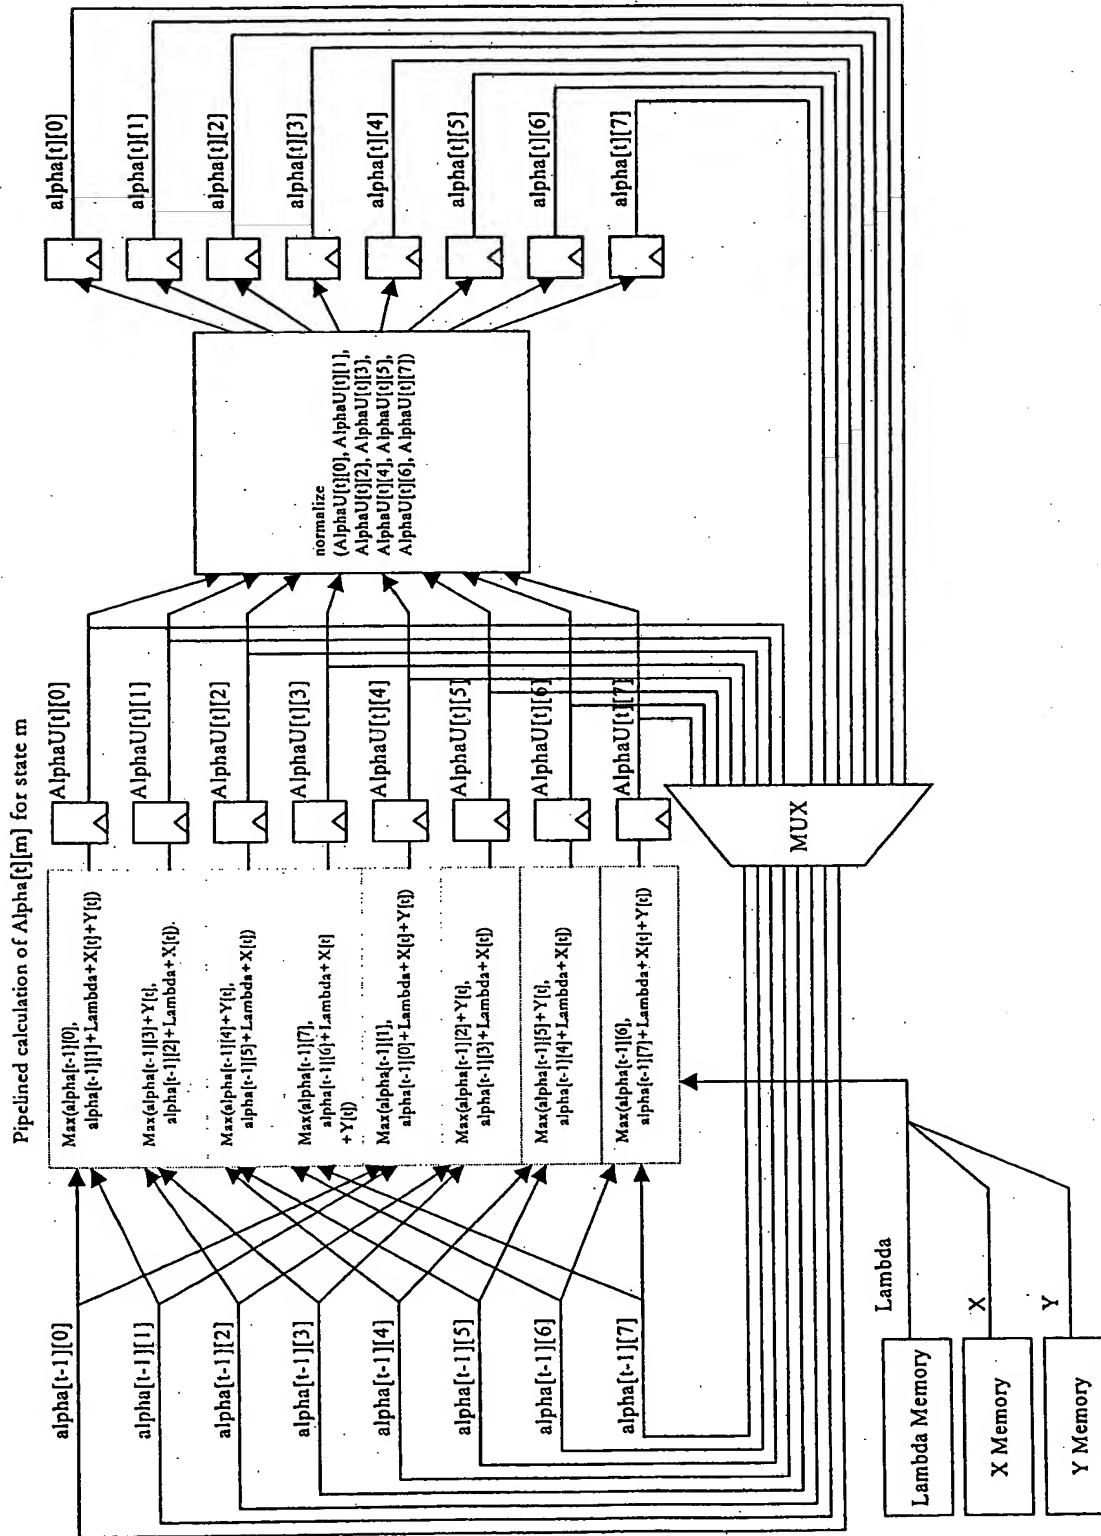 Pipelined calculation of Alpha[t][m] for state m
alpha[t-1][0]
alpha[t-1][1]
alpha[t-1][2]
alpha[t-1][3]
alpha[t-1][4]
alpha[t-1][5]
alpha[t-1][6]
alpha[t-1][7]
Max(alpha[t-1][0],
alpha[t-1][1]+Lambda+X[t]+Y[t])
Max(alpha[t-1][3]+Y[t],
alpha[t-1][2]+Lambda+X[t]).
Max(alpha[t-1][4]+Y[t],
alpha[t-1][5]+Lambda+X[t])
Max(alpha[t-1][7],
alpha[t-1][6]+Lambda+X[t]
+Y[t])
Max(alpha[t-1][1],
alpha[t-1][0]+Lambda+X[t]+Y[t])
Max(alpha[t-1][2]+Y[t],
alpha[t-1][3]+Lambda+X[t])
Max(alpha[t-1][5]+Y[t],
alpha[t-1][4]+Lambda+X[t])
Max(alpha[t-1][6],
alpha[t-1][7]+Lambda+X[t]+Y[t])
AlphaU[t][0]
AlphaU[t][1]
AlphaU[t][2]
AlphaU[t][3]
AlphaU[t][4]
AlphaU[t][5]
AlphaU[t][6]
AlphaU[t][7]
normalize
(AlphaU[t][0], AlphaU[t][1],
AlphaU[t][2], AlphaU[t][3],
AlphaU[t][4], AlphaU[t][5],
AlphaU[t][6], AlphaU[t][7])
alpha[t][0]
alpha[t][1]
alpha[t][2]
alpha[t][3]
alpha[t][4]
alpha[t][5]
alpha[t][6]
alpha[t][7]
MUX
Lambda Memory
Lambda
X Memory
X
Y Memory
Y